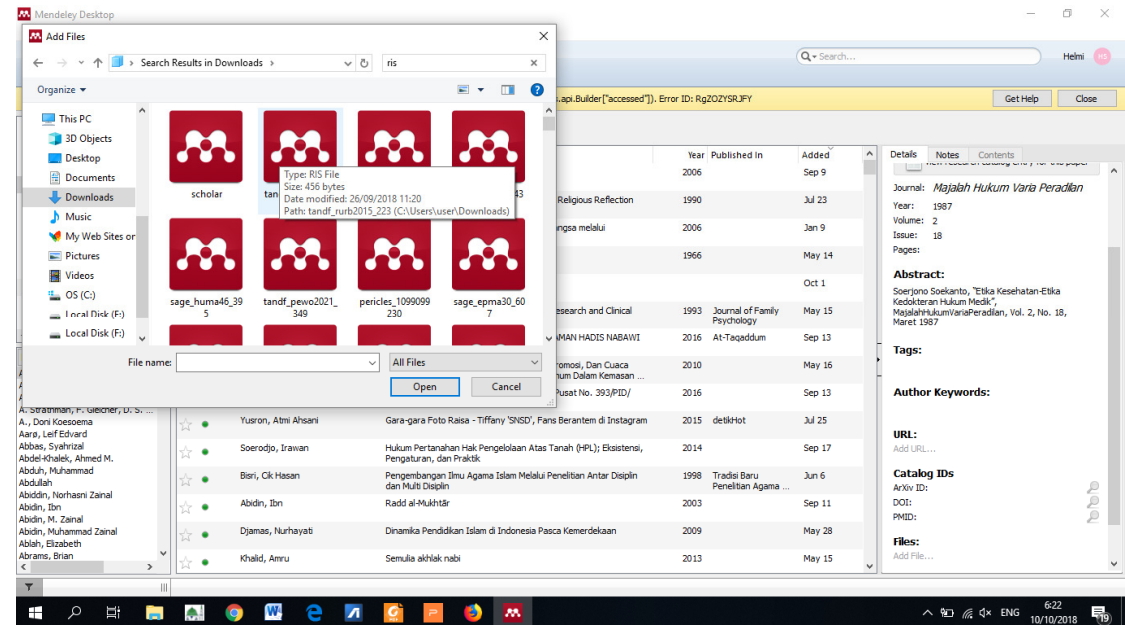 Mendeley Desktop
Add Files
Search Results in Downloads
ris
Search...
Helmi
Organize
.api.Builder["accessed"]}. Error ID: RgZOZYSRJFY
Get Help
Close
This PC
3D Objects
Desktop
Documents
Downloads
Music
My Web Sites on
Pictures
Videos
OS (C:)
Local Disk (E:)
Local Disk (F:)
scholar
tan
43
Type: RIS File
Size: 456 bytes
Date modified: 26/09/2018 11:20
Path: tandf_rurb2015_223 (C:\Users\user\Downloads)
sage_huma46_39
5
tandf_pewo2021_
349
pericles_1099099
230
sage_epma30_60
7
File name:
All Files
Open
Cancel
Year Published In Added
2006 Sep 9
Religious Reflection 1990 Jul 23
angsa melalui 2006 Jan 9
1966 May 14
Oct 1
esearch and Clinical 1993 Journal of Family
Psychology May 15
AMAN HADIS NABAWI 2016 At-Taqaddum Sep 13
romosi, Dan Cuaca
um Dalam Kemasan ... 2010 May 16
Pusat No. 393/PID/ 2016 Sep 13
A. Strathman, F. Gleicher, D. S. ...
A., Doni Koesoema
Aarø, Leif Edvard
Abbas, Syahrizal
Abdel-Khalek, Ahmed M.
Abduh, Muhammad
Abdullah
Abiddin, Norhasni Zainal
Abidin, Ibn
Abidin, M. Zainal
Abidin, Muhammad Zainal
Ablah, Elizabeth
Abrams, Brian
Yusron, Atmi Ahsani Gara-gara Foto Raisa - Tiffany 'SNSD', Fans Berantem di Instagram 2015 detikHot Jul 25
Soerodjo, Irawan Hukum Pertanahan Hak Pengelolaan Atas Tanah (HPL); Eksistensi,
Pengaturan, dan Praktik 2014 Sep 17
Bisri, Cik Hasan Pengembangan Ilmu Agama Islam Melalui Penelitian Antar Disiplin
dan Multi Disiplin 1998 Tradisi Baru
Penelitian Agama ... Jun 6
Abidin, Ibn Radd al-Mukhtâr 2003 Sep 11
Djamas, Nurhayati Dinamika Pendidikan Islam di Indonesia Pasca Kemerdekaan 2009 May 28
Khalid, Amru Semulia akhlak nabi 2013 May 15
Details Notes Contents
Journal: Majalah Hukum Varia Peradilan
Year: 1987
Volume: 2
Issue: 18
Pages:
Abstract:
Soerjono Soekanto, "Etika Kesehatan-Etika
Kedokteran Hukum Medik",
MajalahHukumVariaPeradilan, Vol. 2, No. 18,
Maret 1987
Tags:
Author Keywords:
URL:
Add URL...
Catalog IDs
ArXiv ID:
DOI:
PMID:
Files:
Add File...
ENG
6:22
10/10/2018
19